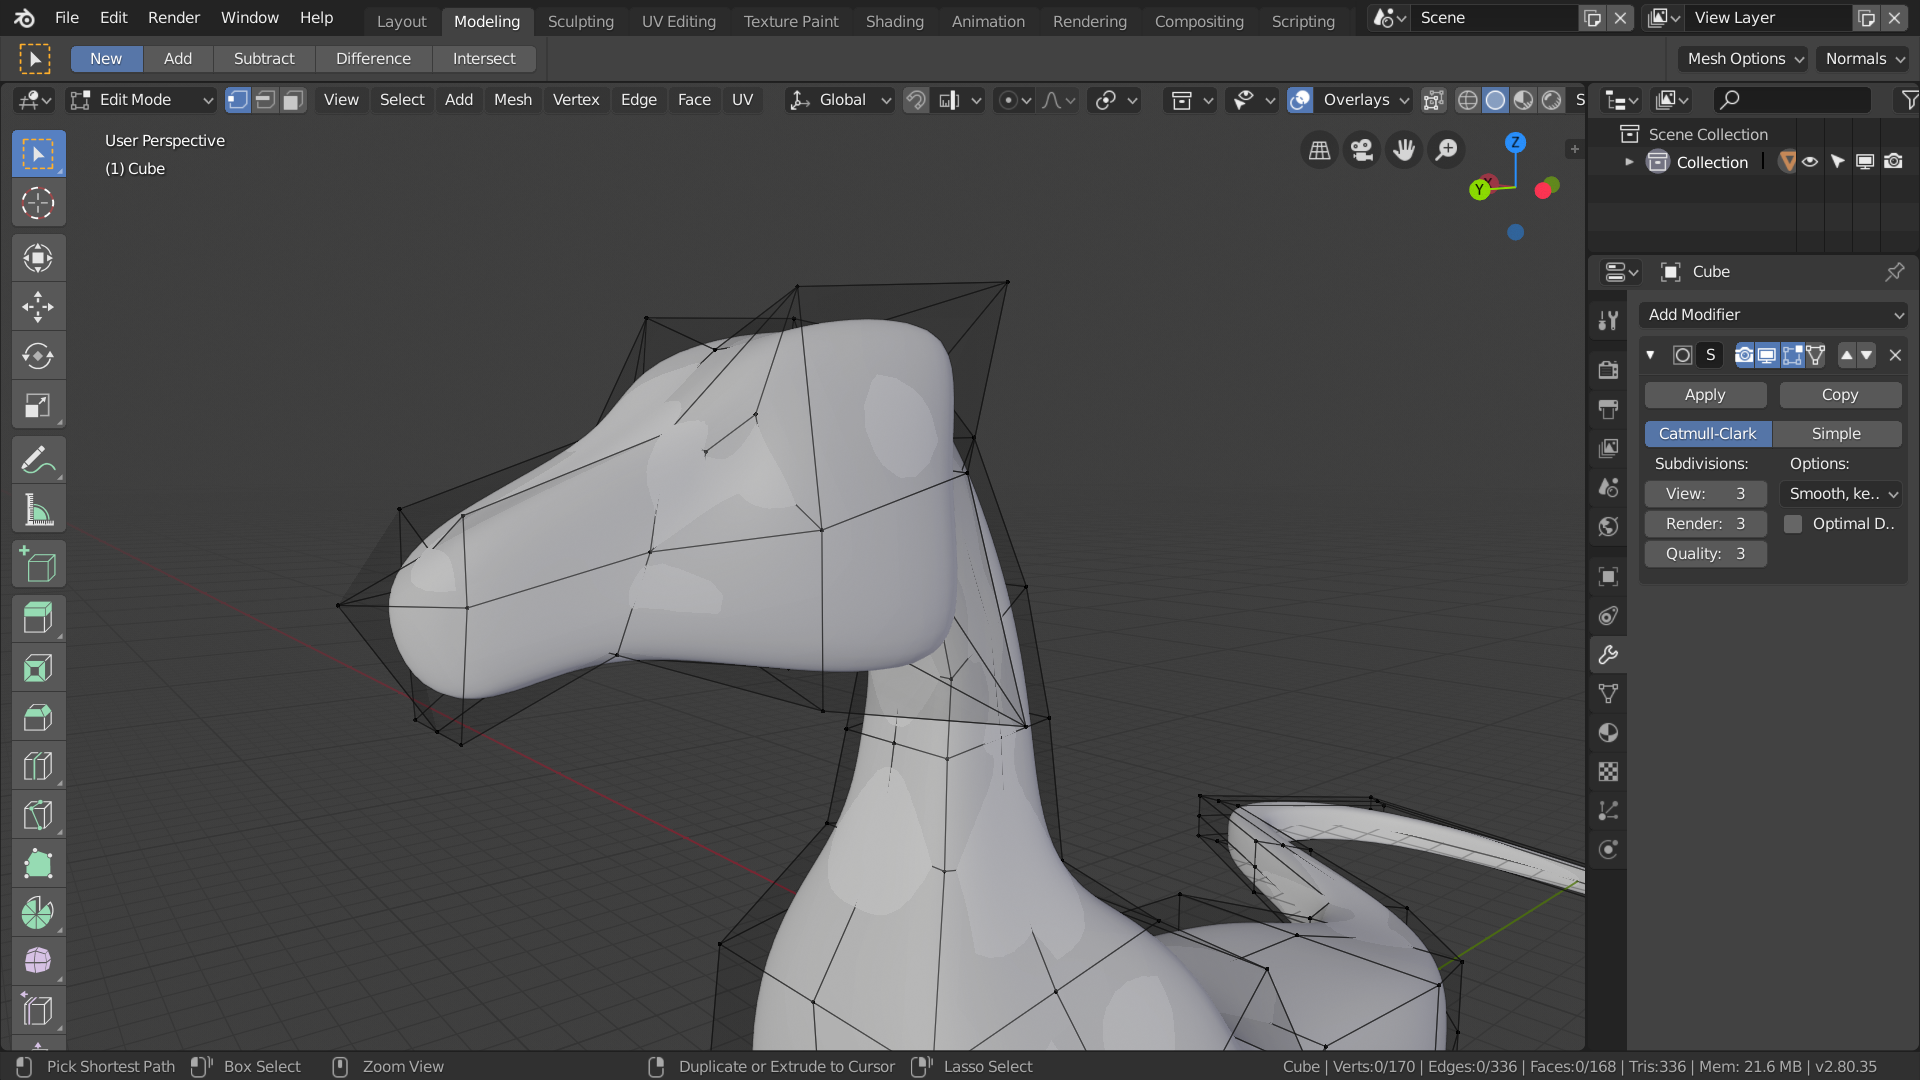 File Edit Render Window Help Layout Modeling Sculpting UV Editing Texture Paint Shading Animation Rendering Compositing Scripting Scene View Layer
New Add Subtract Difference Intersect Mesh Options Normals
Edit Mode View Select Add Mesh Vertex Edge Face UV Global Overlays S
User Perspective
(1) Cube
Z
Y
X
Scene Collection
Collection
Cube
Add Modifier
S
Apply Copy
Catmull-Clark Simple
Subdivisions: Options:
View: 3 Smooth, ke..
Render: 3 Optimal D..
Quality: 3
Pick Shortest Path Box Select Zoom View Duplicate or Extrude to Cursor Lasso Select Cube | Verts:0/170 | Edges:0/336 | Faces:0/168 | Tris:336 | Mem: 21.6 MB | v2.80.35